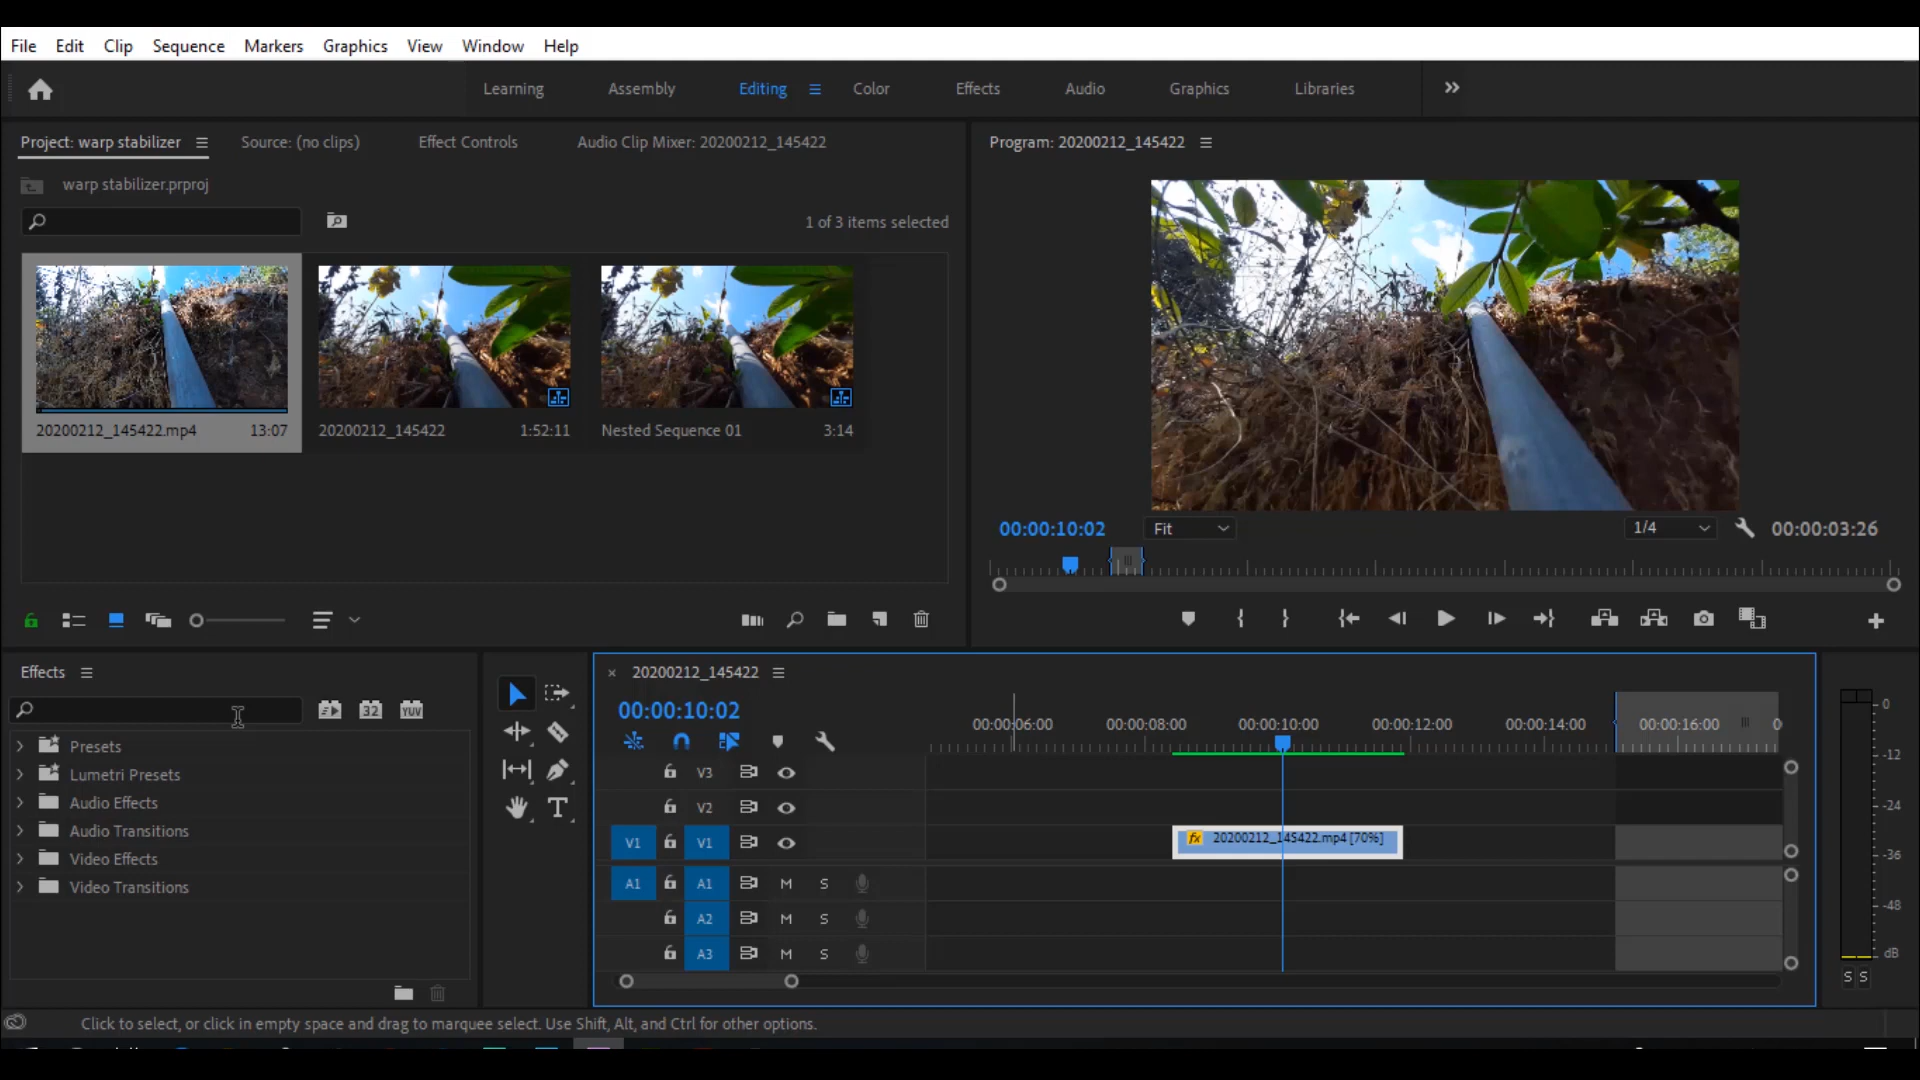 File Edit Clip Sequence Markers Graphics View Window Help
Learning Assembly Editing Color Effects Audio Graphics Libraries
Project: warp stabilizer Source: (no clips) Effect Controls Audio Clip Mixer: 20200212_145422
warp stabilizer.prproj
1 of 3 items selected
20200212_145422.mp4 13:07
20200212_145422 1:52:11
Nested Sequence 01 3:14
Program: 20200212_145422
00:00:10:02 Fit 1/4 00:00:03:26
Effects
32 YUV
Presets
Lumetri Presets
Audio Effects
Audio Transitions
Video Effects
Video Transitions
20200212_145422
00:00:10:02
00:00:06:00 00:00:08:00 00:00:10:00 00:00:12:00 00:00:14:00 00:00:16:00 0
V3
V2
V1 V1 fx 20200212_145422.mp4 [70%]
A1 A1 M S
A2 M S
A3 M S
0
-12
-24
-36
-48
dB
S S
Click to select, or click in empty space and drag to marquee select. Use Shift, Alt, and Ctrl for other options.